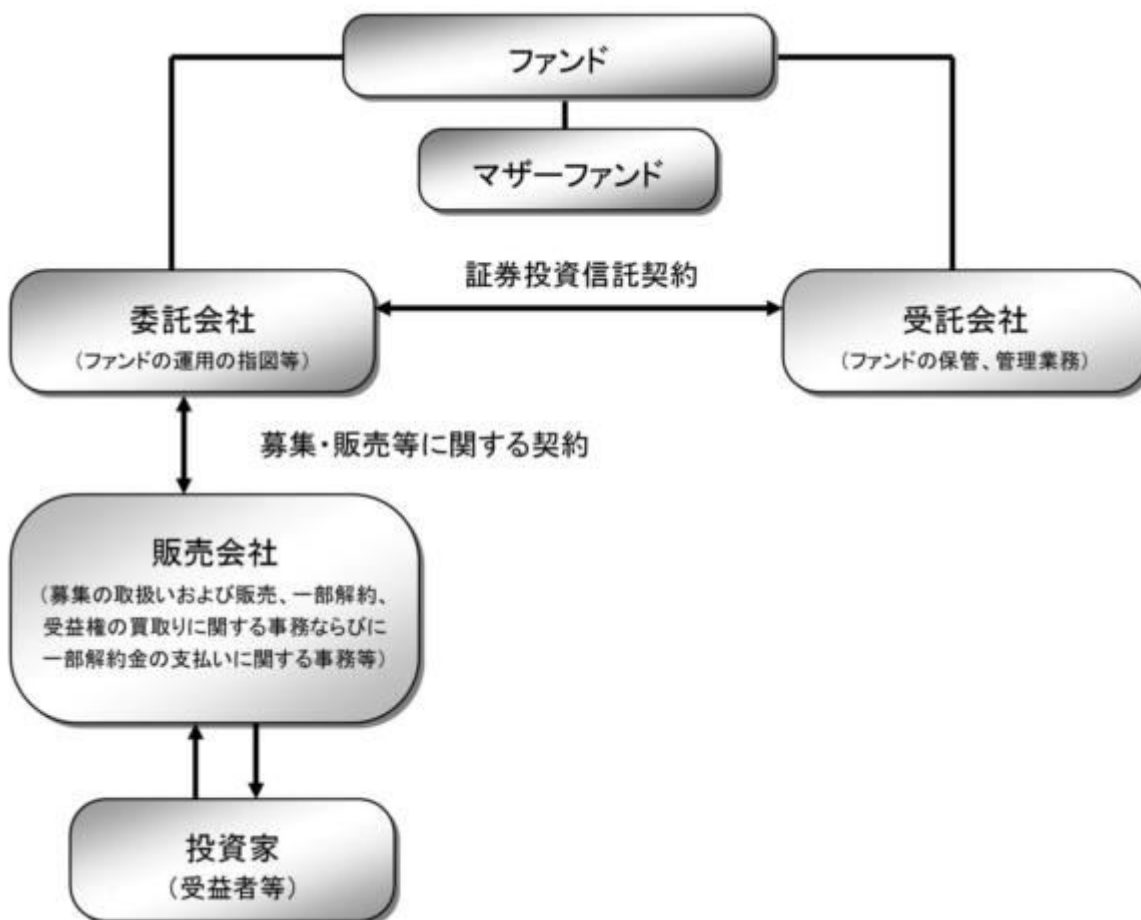 ファンド
マザーファンド
証券投資信託契約
委託会社
（ファンドの運用の指図等）
受託会社
（ファンドの保管、管理業務）
募集・販売等に関する契約
販売会社
（募集の取扱いおよび販売、一部解約、
受益権の買取りに関する事務ならびに
一部解約金の支払いに関する事務等）
投資家
（受益者等）